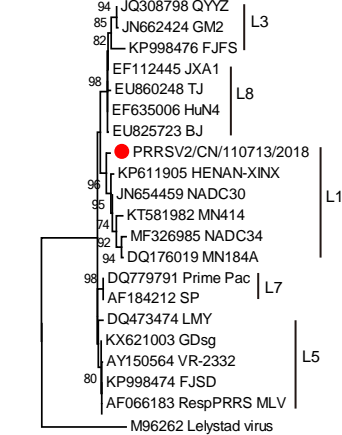 94 JQ308798 QYYZ
85 JN662424 GM2 L3
82 KP998476 FJFS
EF112445 JXA1
98 EU860248 TJ L8
EF635006 HuN4
EU825723 BJ
PRRSV2/CN/110713/2018
KP611905 HENAN-XINX
96 JN654459 NADC30 L1
95 KT581982 MN414
74 MF326985 NADC34
92
94 DQ176019 MN184A
98 DQ779791 Prime Pac L7
AF184212 SP
DQ473474 LMY
KX621003 GDsg
AY150564 VR-2332 L5
80 KP998474 FJSD
AF066183 RespPRRS MLV
M96262 Lelystad virus